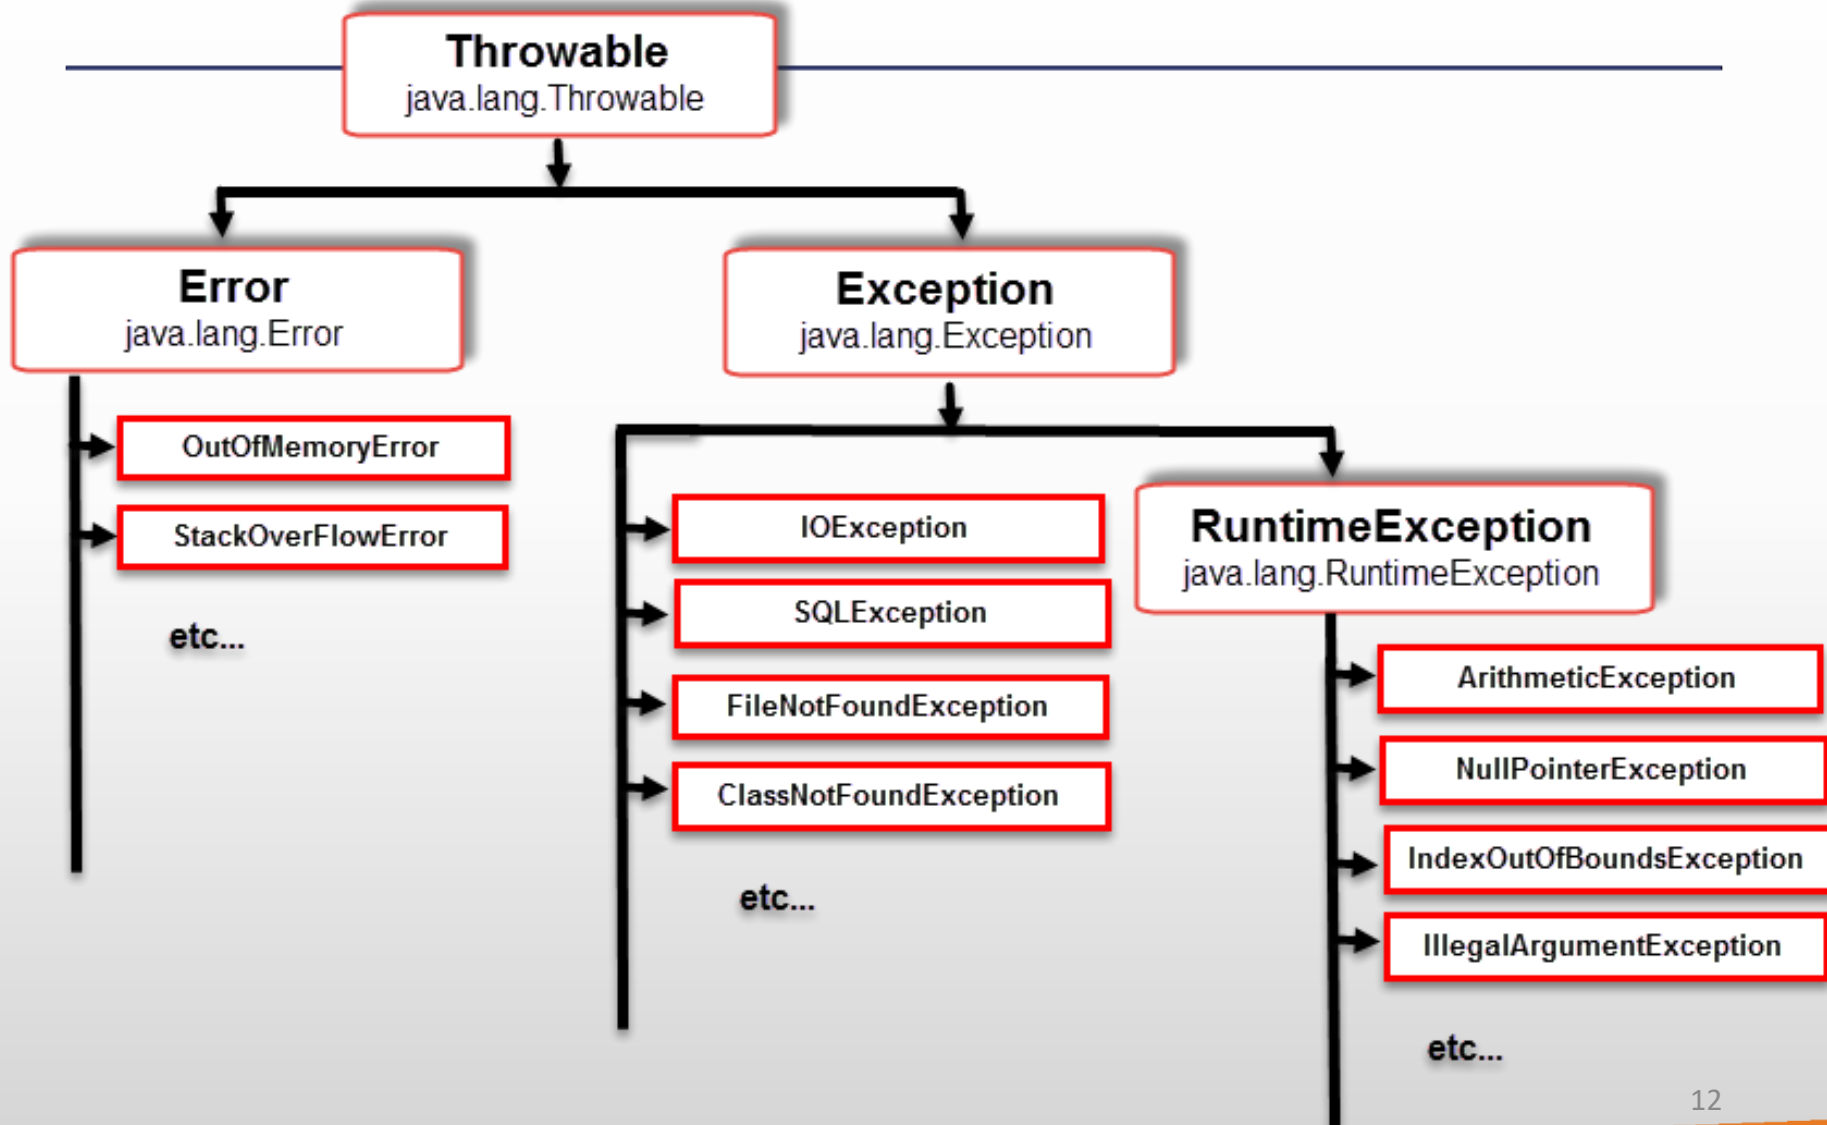 Throwable
java.lang.Throwable
Error
java.lang.Error
OutOfMemoryError
StackOverFlowError
etc...
Exception
java.lang.Exception
IOException
SQLException
FileNotFoundException
ClassNotFoundException
etc...
RuntimeException
java.lang.RuntimeException
ArithmeticException
NullPointerException
IndexOutOfBoundsException
IllegalArgumentException
etc...
12